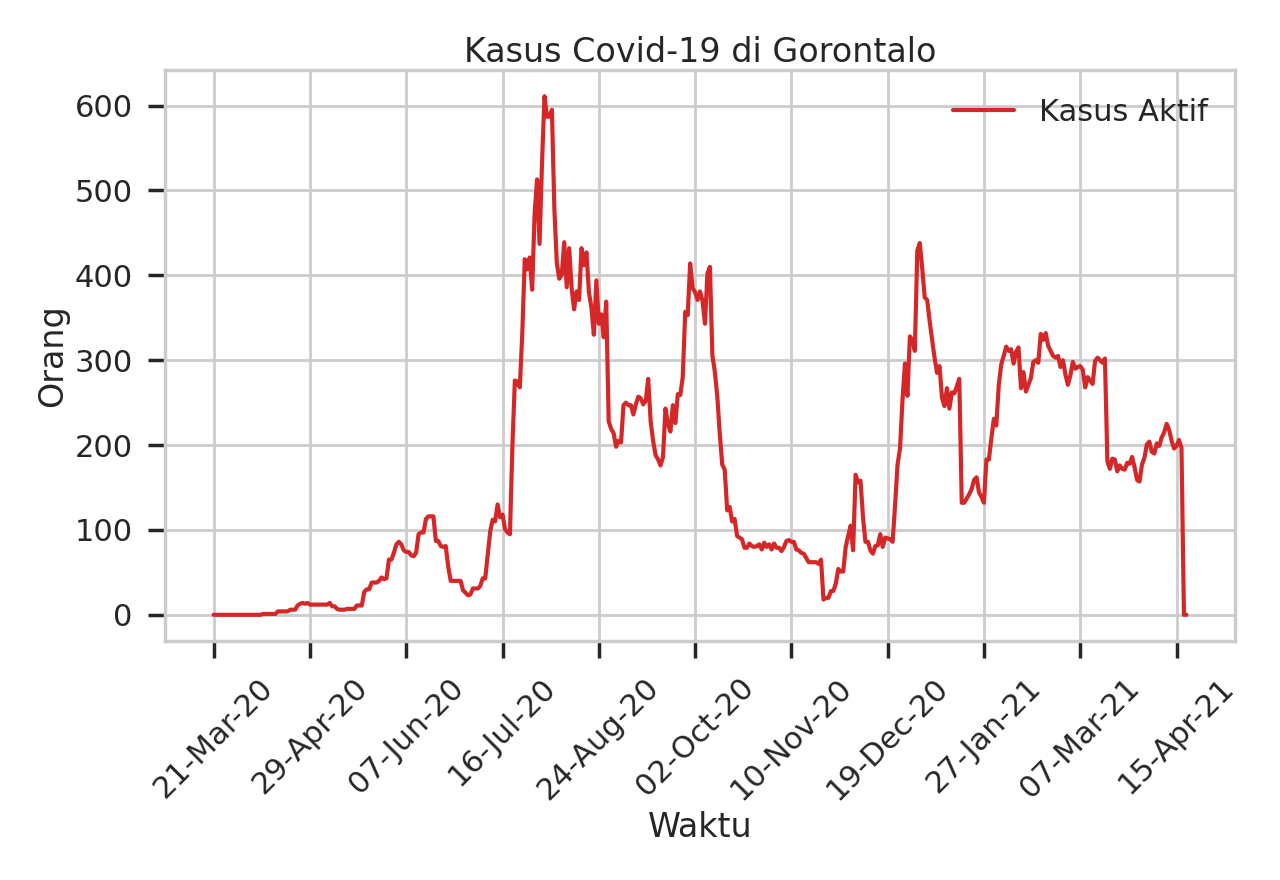 Kasus Covid-19 di Gorontalo
Kasus Aktif
Orang
600
500
400
300
200
100
0
21-Mar-20
29-Apr-20
07-Jun-20
16-Jul-20
24-Aug-20
02-Oct-20
10-Nov-20
19-Dec-20
27-Jan-21
07-Mar-21
15-Apr-21
Waktu